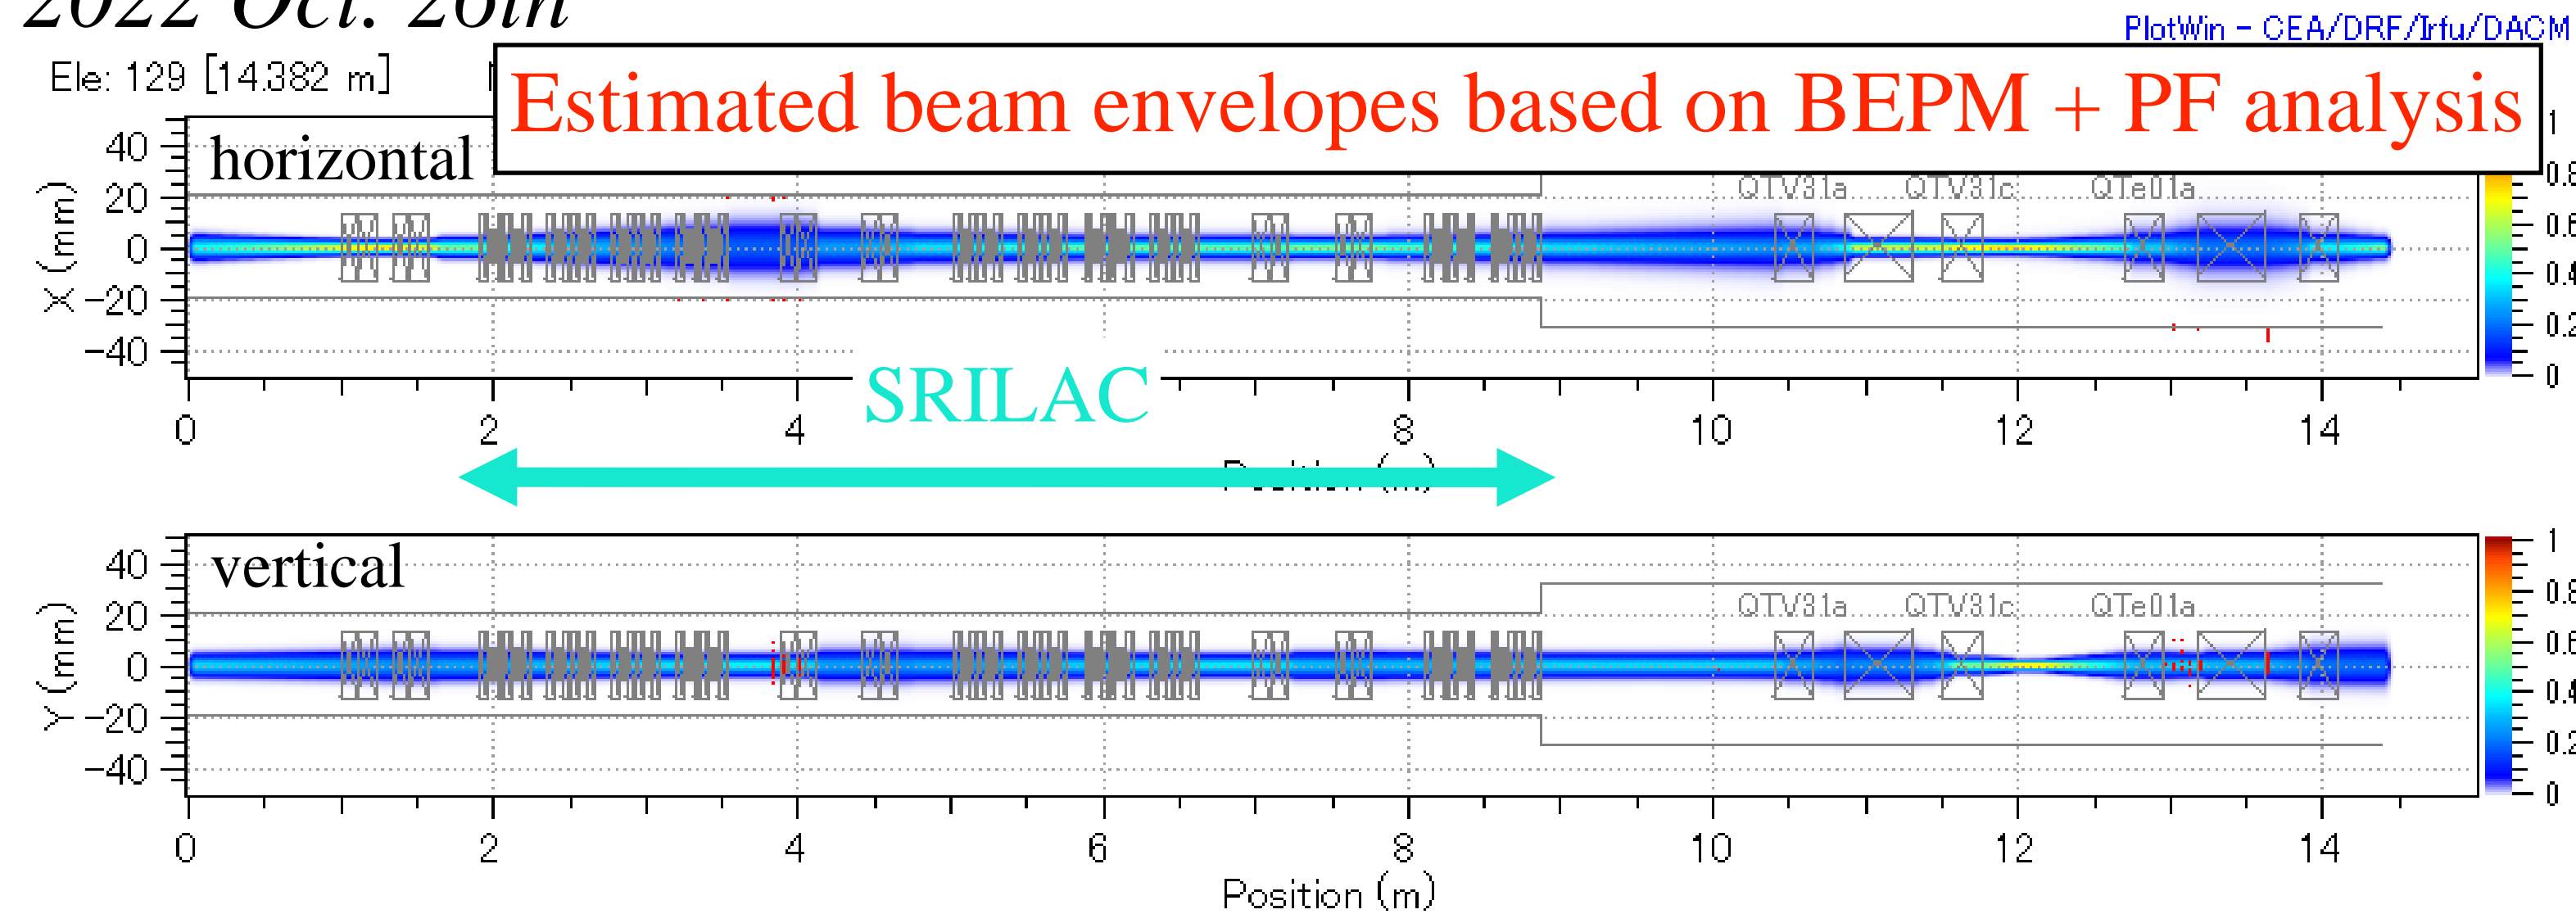 2022 Oct. 26th
PlotWin - CEA/DRF/Irfu/DACM
Ele: 129 [14.382 m]
Estimated beam envelopes based on BEPM + PF analysis
horizontal
QTV31a QTV31c QTe01a
X (mm)
40
20
0
-20
-40
1
0.8
0.6
0.4
0.2
0
SRILAC
0 2 4 8 10 12 14
Position (m)
vertical
QTV31a QTV31c QTe01a
Y (mm)
40
20
0
-20
-40
1
0.8
0.6
0.4
0.2
0
0 2 4 6 8 10 12 14
Position (m)